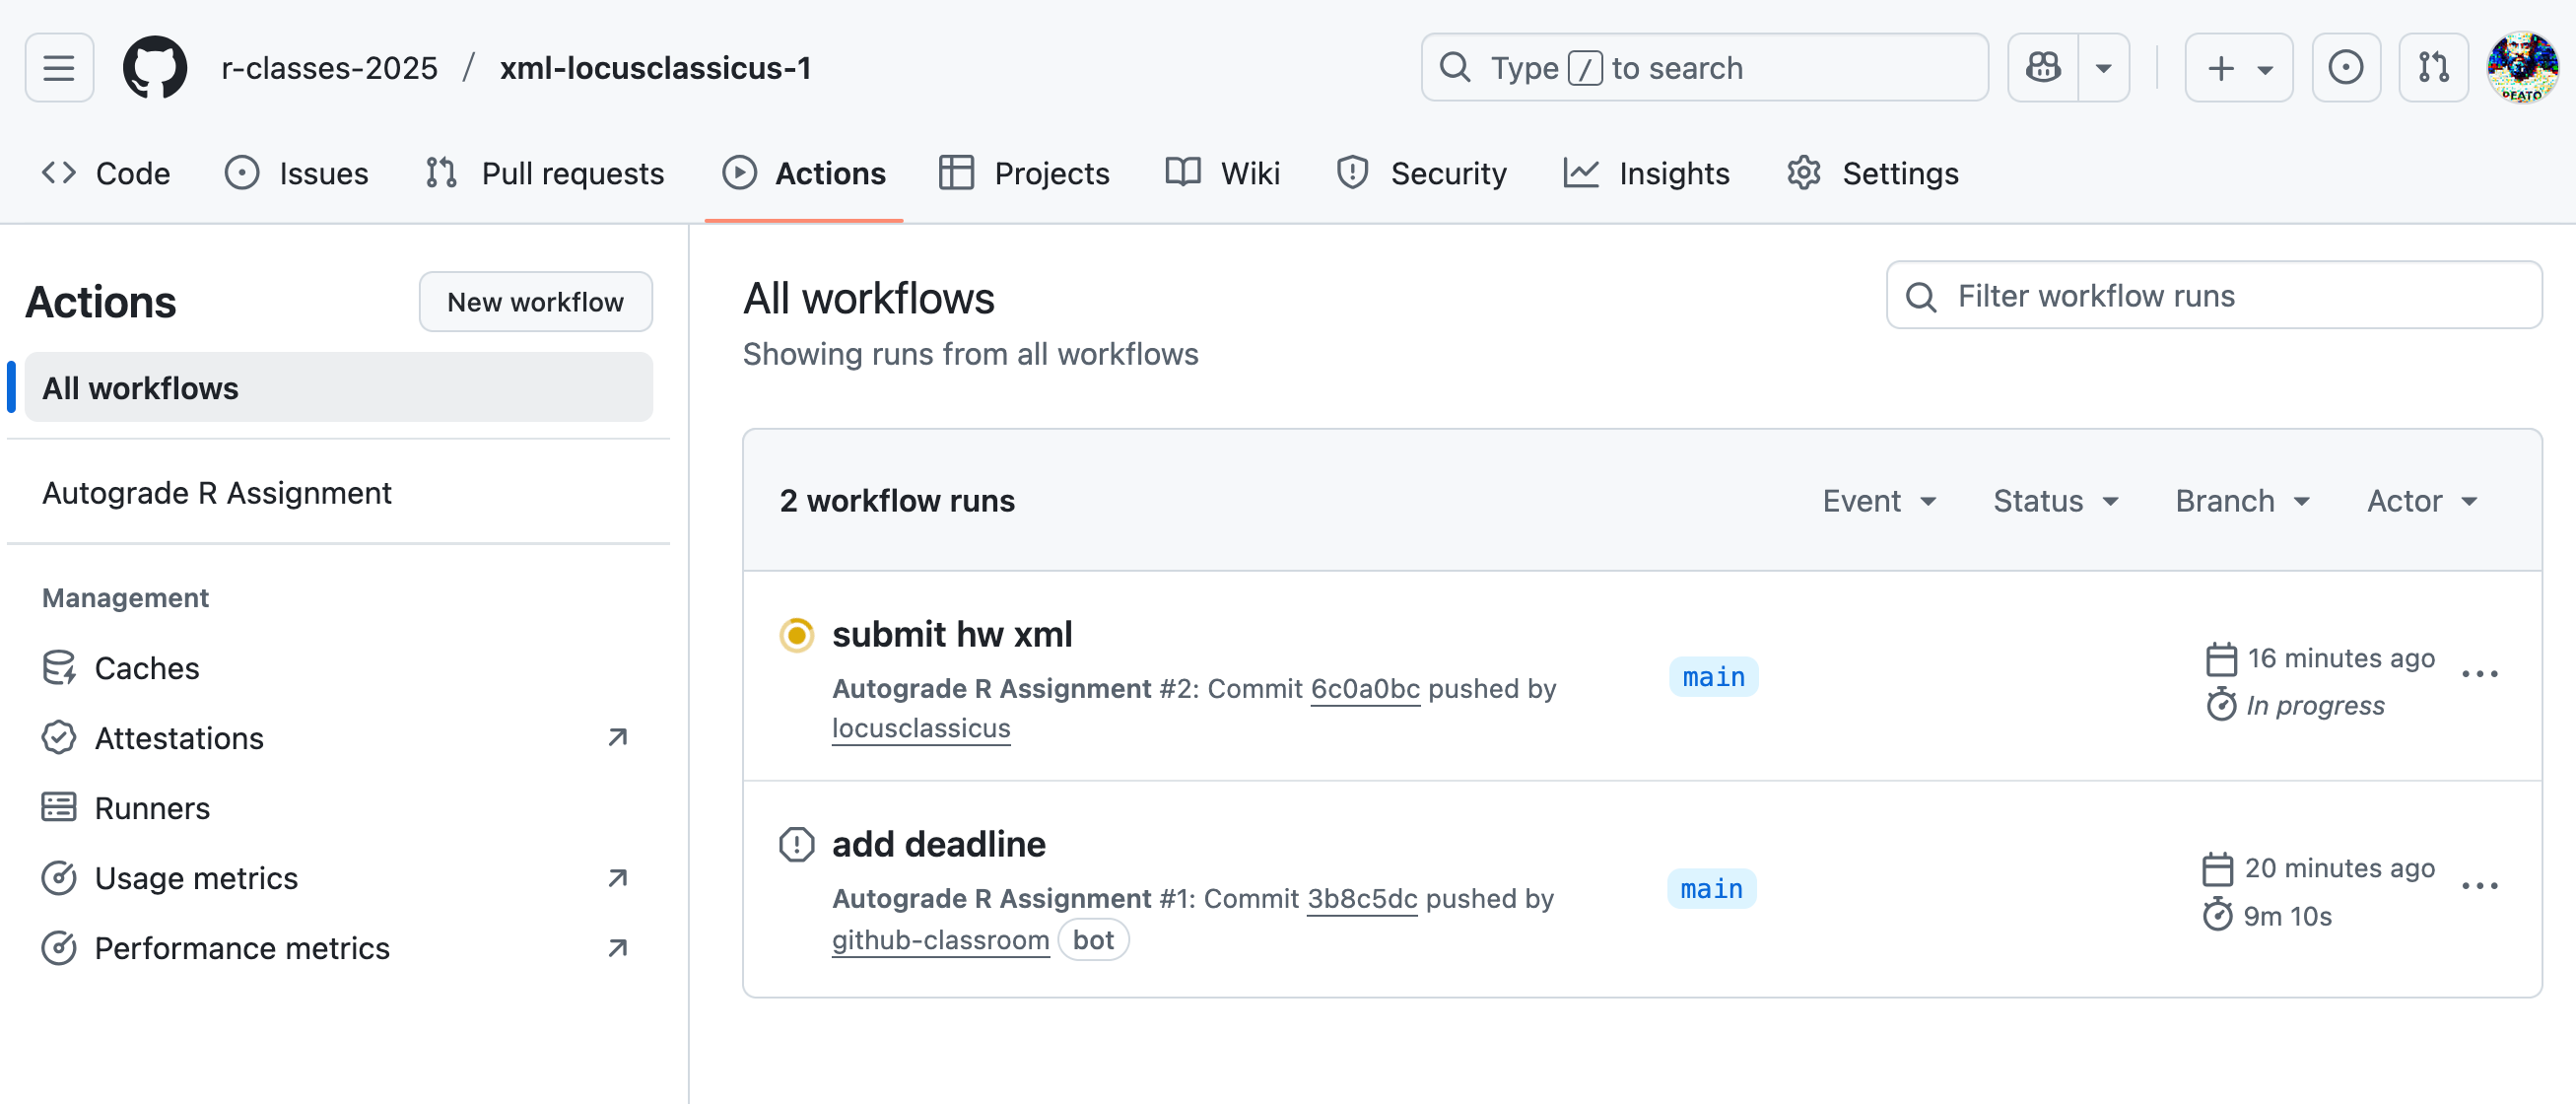 r-classes-2025 / xml-locusclassicus-1
Type / to search
PEATO
Code Issues Pull requests Actions Projects Wiki Security Insights Settings
Actions
New workflow
All workflows
Autograde R Assignment
Management
Caches
Attestations
Runners
Usage metrics
Performance metrics
All workflows
Showing runs from all workflows
Filter workflow runs
2 workflow runs
Event Status Branch Actor
submit hw xml
Autograde R Assignment #2: Commit 6c0a0bc pushed by
locusclassicus
main
16 minutes ago
In progress
add deadline
Autograde R Assignment #1: Commit 3b8c5dc pushed by
github-classroom bot
main
20 minutes ago
9m 10s